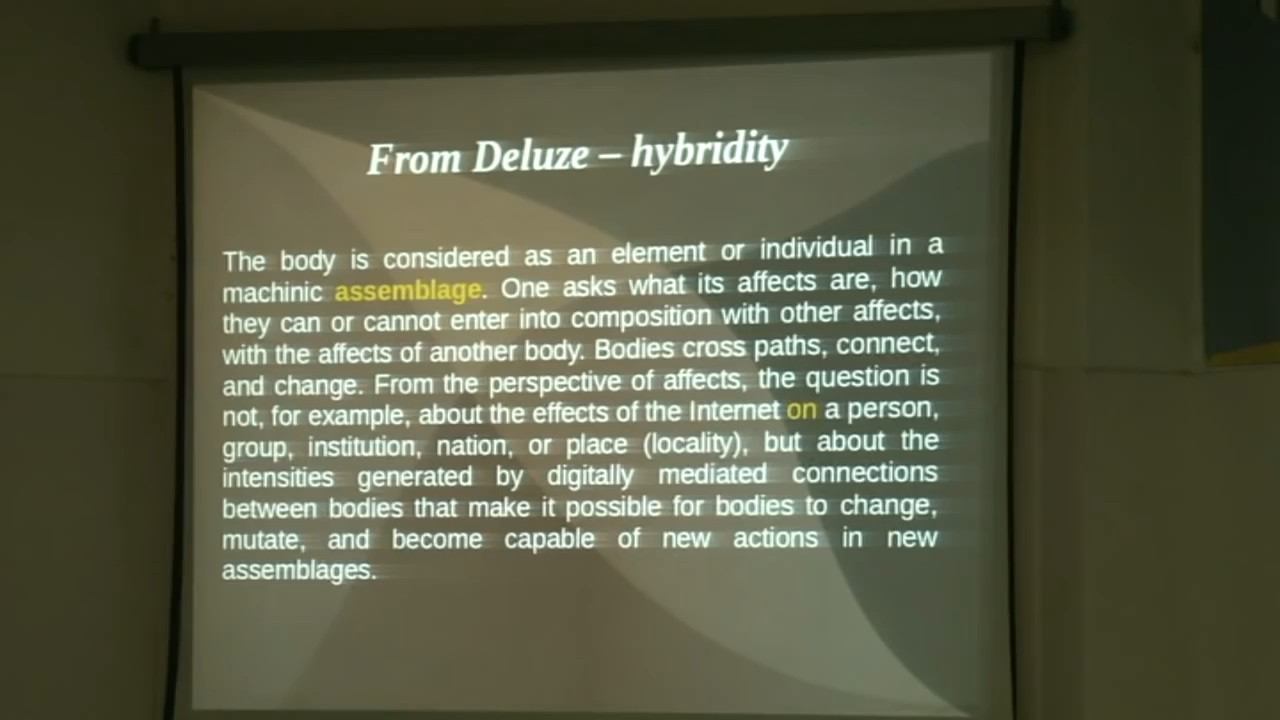 From Deluze – hybridity
The body is considered as an element or individual in a
machinic assemblage. One asks what its affects are, how
they can or cannot enter into composition with other affects,
with the affects of another body. Bodies cross paths, connect,
and change. From the perspective of affects, the question is
not, for example, about the effects of the Internet on a person,
group, institution, nation, or place (locality), but about the
intensities generated by digitally mediated connections
between bodies that make it possible for bodies to change,
mutate, and become capable of new actions in new
assemblages.